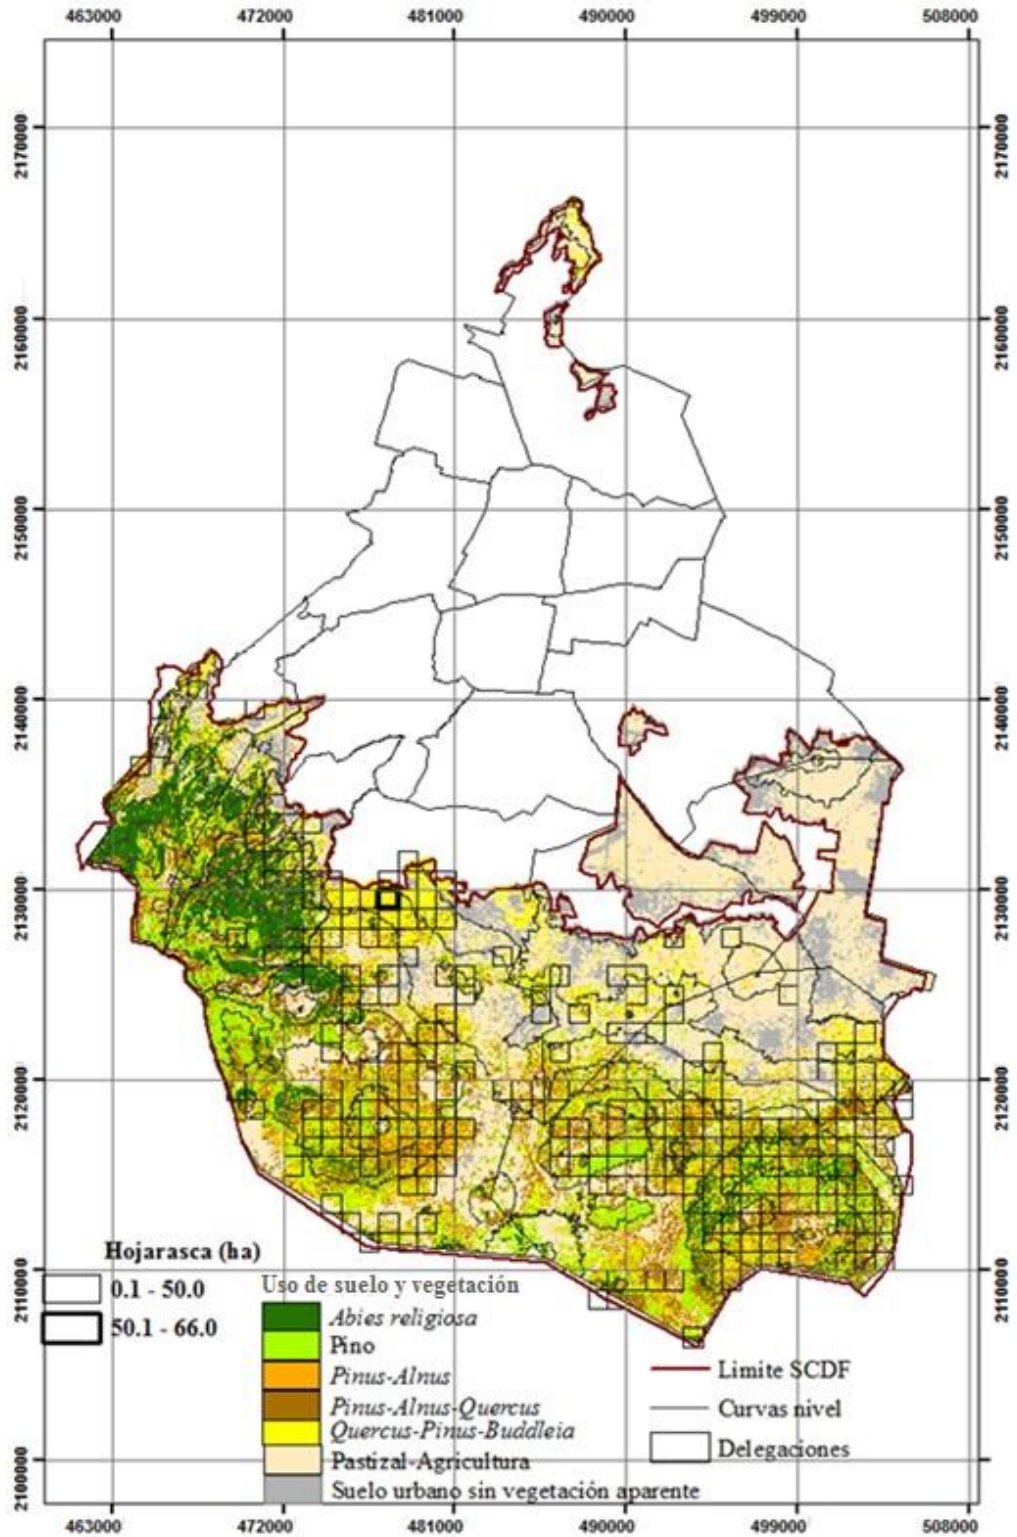 463000 472000 481000 490000 499000 508000
2170000 2170000
2160000 2160000
2150000 2150000
2140000 2140000
2130000 2130000
2120000 2120000
2110000 2110000
2100000 2100000
Hojarasca (ha)
0.1 - 50.0
50.1 - 66.0
Uso de suelo y vegetación
Abies religiosa
Pino
Pinus-Alnus
Pinus-Alnus-Quercus
Quercus-Pinus-Buddleia
Pastizal-Agricultura
Suelo urbano sin vegetación aparente
Limite SCDF
Curvas nivel
Delegaciones
463000 472000 481000 490000 499000 508000